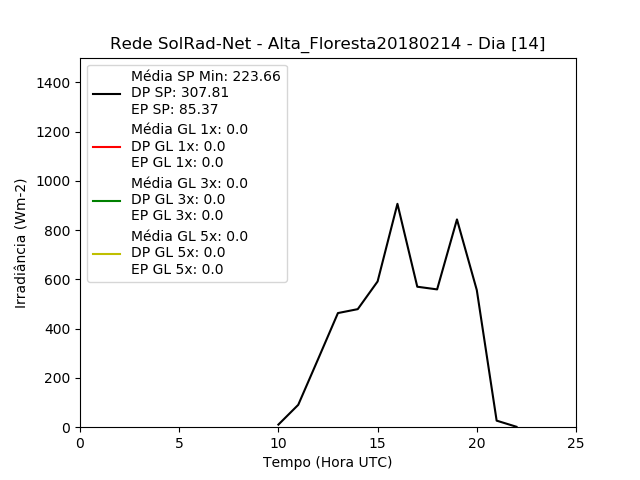 Rede SolRad-Net - Alta_Floresta20180214 - Dia [14]
Média SP Min: 223.66
DP SP: 307.81
EP SP: 85.37
Média GL 1x: 0.0
DP GL 1x: 0.0
EP GL 1x: 0.0
Média GL 3x: 0.0
DP GL 3x: 0.0
EP GL 3x: 0.0
Média GL 5x: 0.0
DP GL 5x: 0.0
EP GL 5x: 0.0
Irradiância (Wm-2)
1400
1200
1000
800
600
400
200
0
0 5 10 15 20 25
Tempo (Hora UTC)